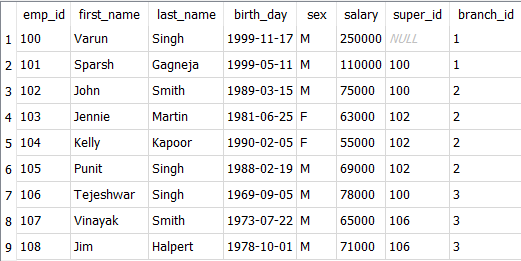 emp_id first_name last_name birth_day sex salary super_id branch_id
1 100 Varun Singh 1999-11-17 M 250000 NULL 1
2 101 Sparsh Gagneja 1999-05-11 M 110000 100 1
3 102 John Smith 1989-03-15 M 75000 100 2
4 103 Jennie Martin 1981-06-25 F 63000 102 2
5 104 Kelly Kapoor 1990-02-05 F 55000 102 2
6 105 Punit Singh 1988-02-19 M 69000 102 2
7 106 Tejeshwar Singh 1969-09-05 M 78000 100 3
8 107 Vinayak Smith 1973-07-22 M 65000 106 3
9 108 Jim Halpert 1978-10-01 M 71000 106 3